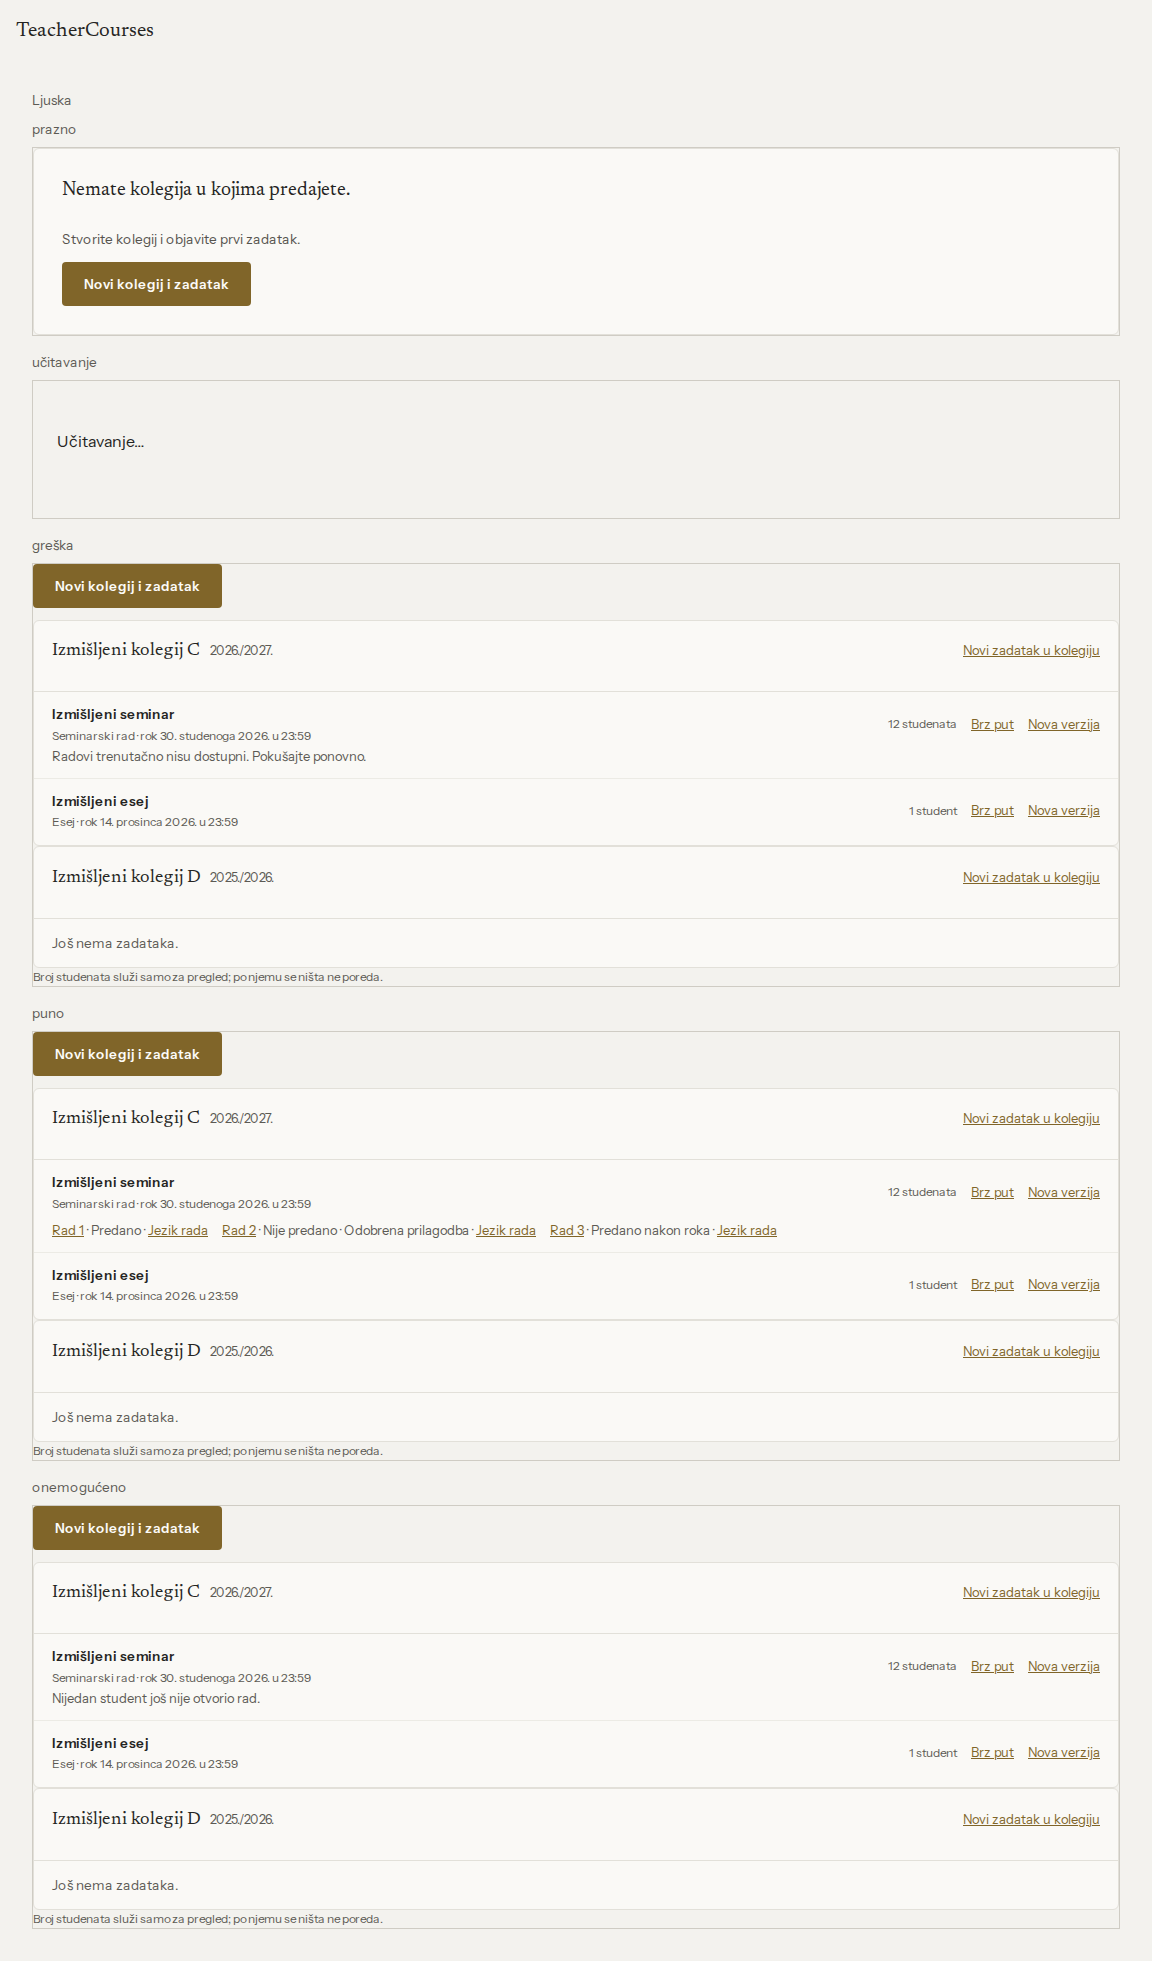 TeacherCourses
Ljuska
prazno
Nemate kolegija u kojima predajete.
Stvorite kolegij i objavite prvi zadatak.
Novi kolegij i zadatak
učitavanje
Učitavanje...
greška
Novi kolegij i zadatak
Izmišljeni kolegij C 2026./2027. Novi zadatak u kolegiju
Izmišljeni seminar
12 studenata Brz put Nova verzija
Seminarski rad · rok 30. studenoga 2026. u 23:59
Radovi trenutačno nisu dostupni. Pokušajte ponovno.
Izmišljeni esej
1 student Brz put Nova verzija
Esej · rok 14. prosinca 2026. u 23:59
Izmišljeni kolegij D 2025./2026. Novi zadatak u kolegiju
Još nema zadataka.
Broj studenata služi samo za pregled; po njemu se ništa ne poreda.
puno
Novi kolegij i zadatak
Izmišljeni kolegij C 2026./2027. Novi zadatak u kolegiju
Izmišljeni seminar
12 studenata Brz put Nova verzija
Seminarski rad · rok 30. studenoga 2026. u 23:59
Rad 1 · Predano · Jezik rada Rad 2 · Nije predano · Odobrena prilagodba · Jezik rada Rad 3 · Predano nakon roka · Jezik rada
Izmišljeni esej
1 student Brz put Nova verzija
Esej · rok 14. prosinca 2026. u 23:59
Izmišljeni kolegij D 2025./2026. Novi zadatak u kolegiju
Još nema zadataka.
Broj studenata služi samo za pregled; po njemu se ništa ne poreda.
onemogućeno
Novi kolegij i zadatak
Izmišljeni kolegij C 2026./2027. Novi zadatak u kolegiju
Izmišljeni seminar
12 studenata Brz put Nova verzija
Seminarski rad · rok 30. studenoga 2026. u 23:59
Nijedan student još nije otvorio rad.
Izmišljeni esej
1 student Brz put Nova verzija
Esej · rok 14. prosinca 2026. u 23:59
Izmišljeni kolegij D 2025./2026. Novi zadatak u kolegiju
Još nema zadataka.
Broj studenata služi samo za pregled; po njemu se ništa ne poreda.